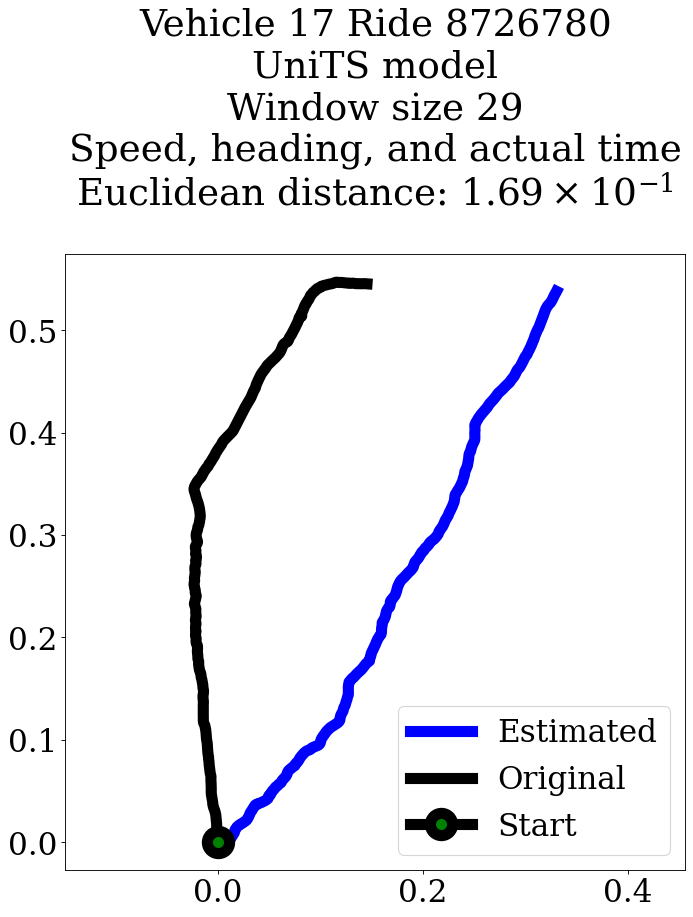 Vehicle 17 Ride 8726780
UniTS model
Window size 29
Speed, heading, and actual time
Euclidean distance: 1.69 × 10⁻¹
0.5
0.4
0.3
0.2
0.1
0.0
0.0 0.2 0.4
Estimated
Original
Start